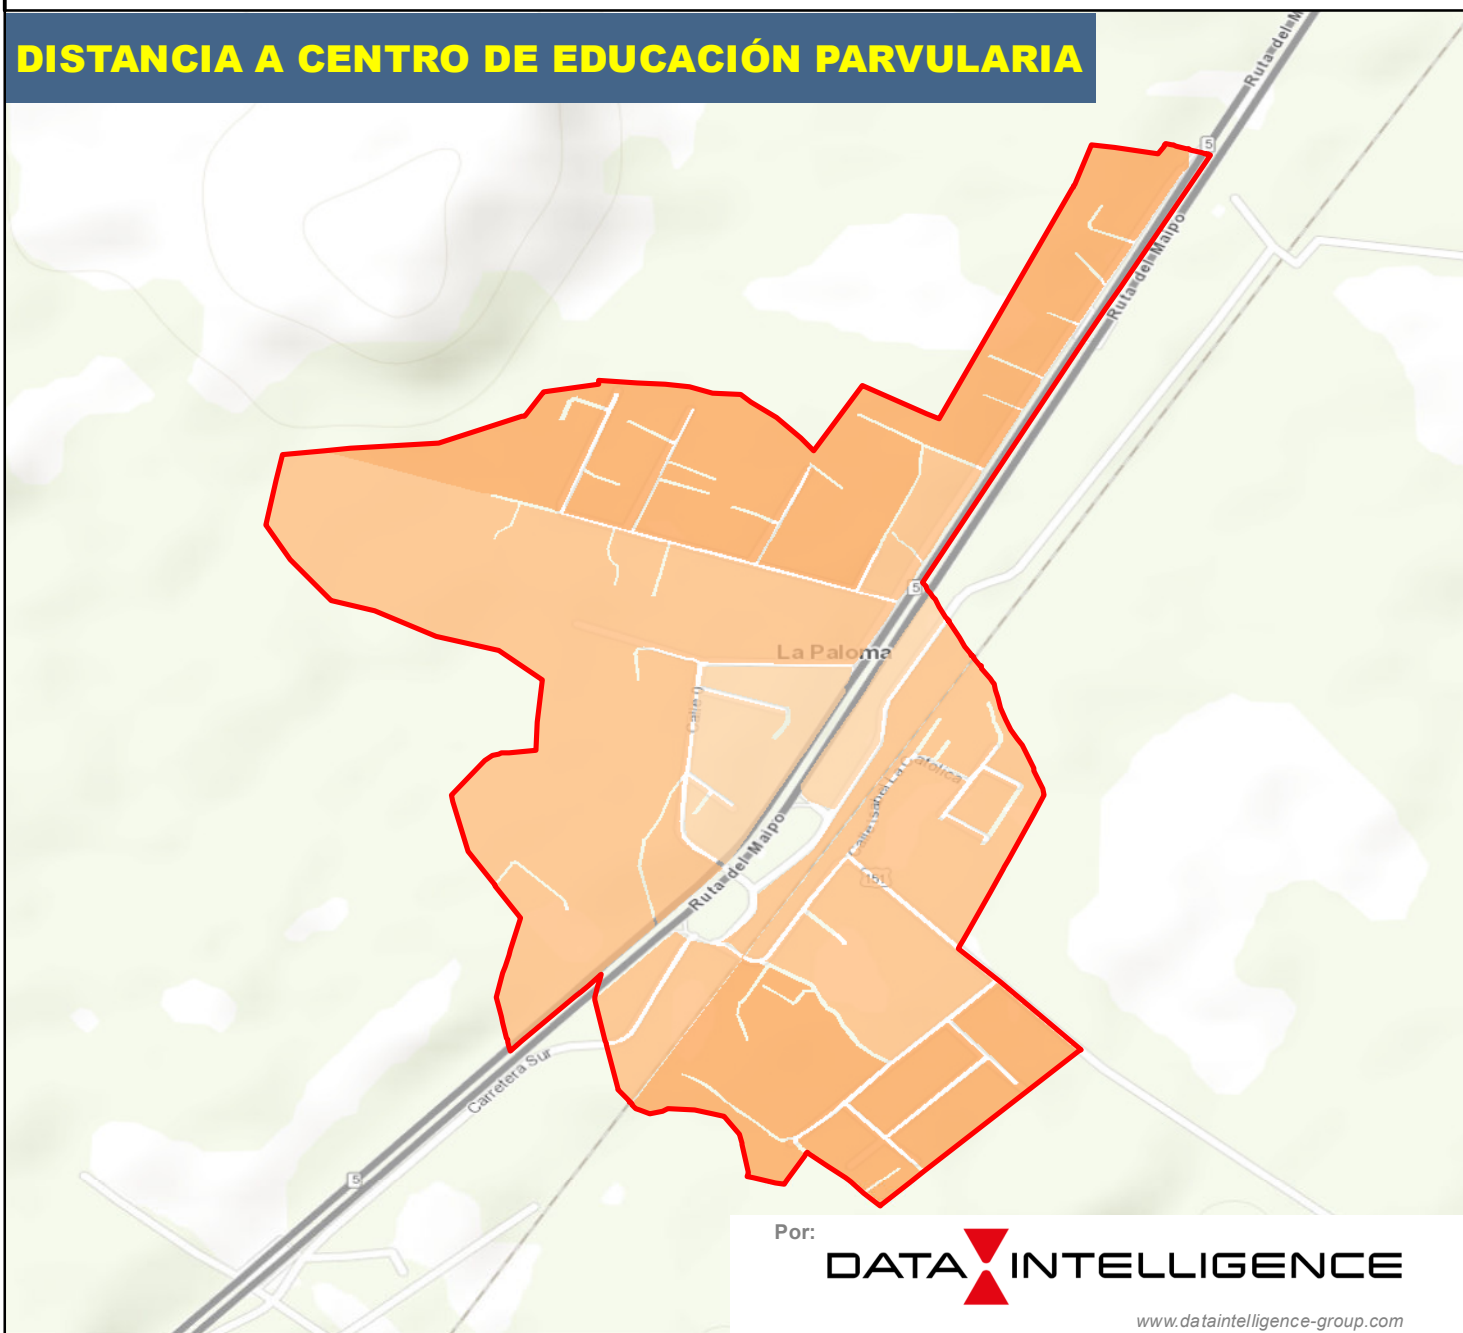 DISTANCIA A CENTRO DE EDUCACIÓN PARVULARIA
Ruta del M
5
Ruta del Maipo
5
La Paloma
Calle 0
Calle Isabel La Católica
151
Ruta del Maipo
Carretera Sur
5
Por:
DATA INTELLIGENCE
www.dataintelligence-group.com